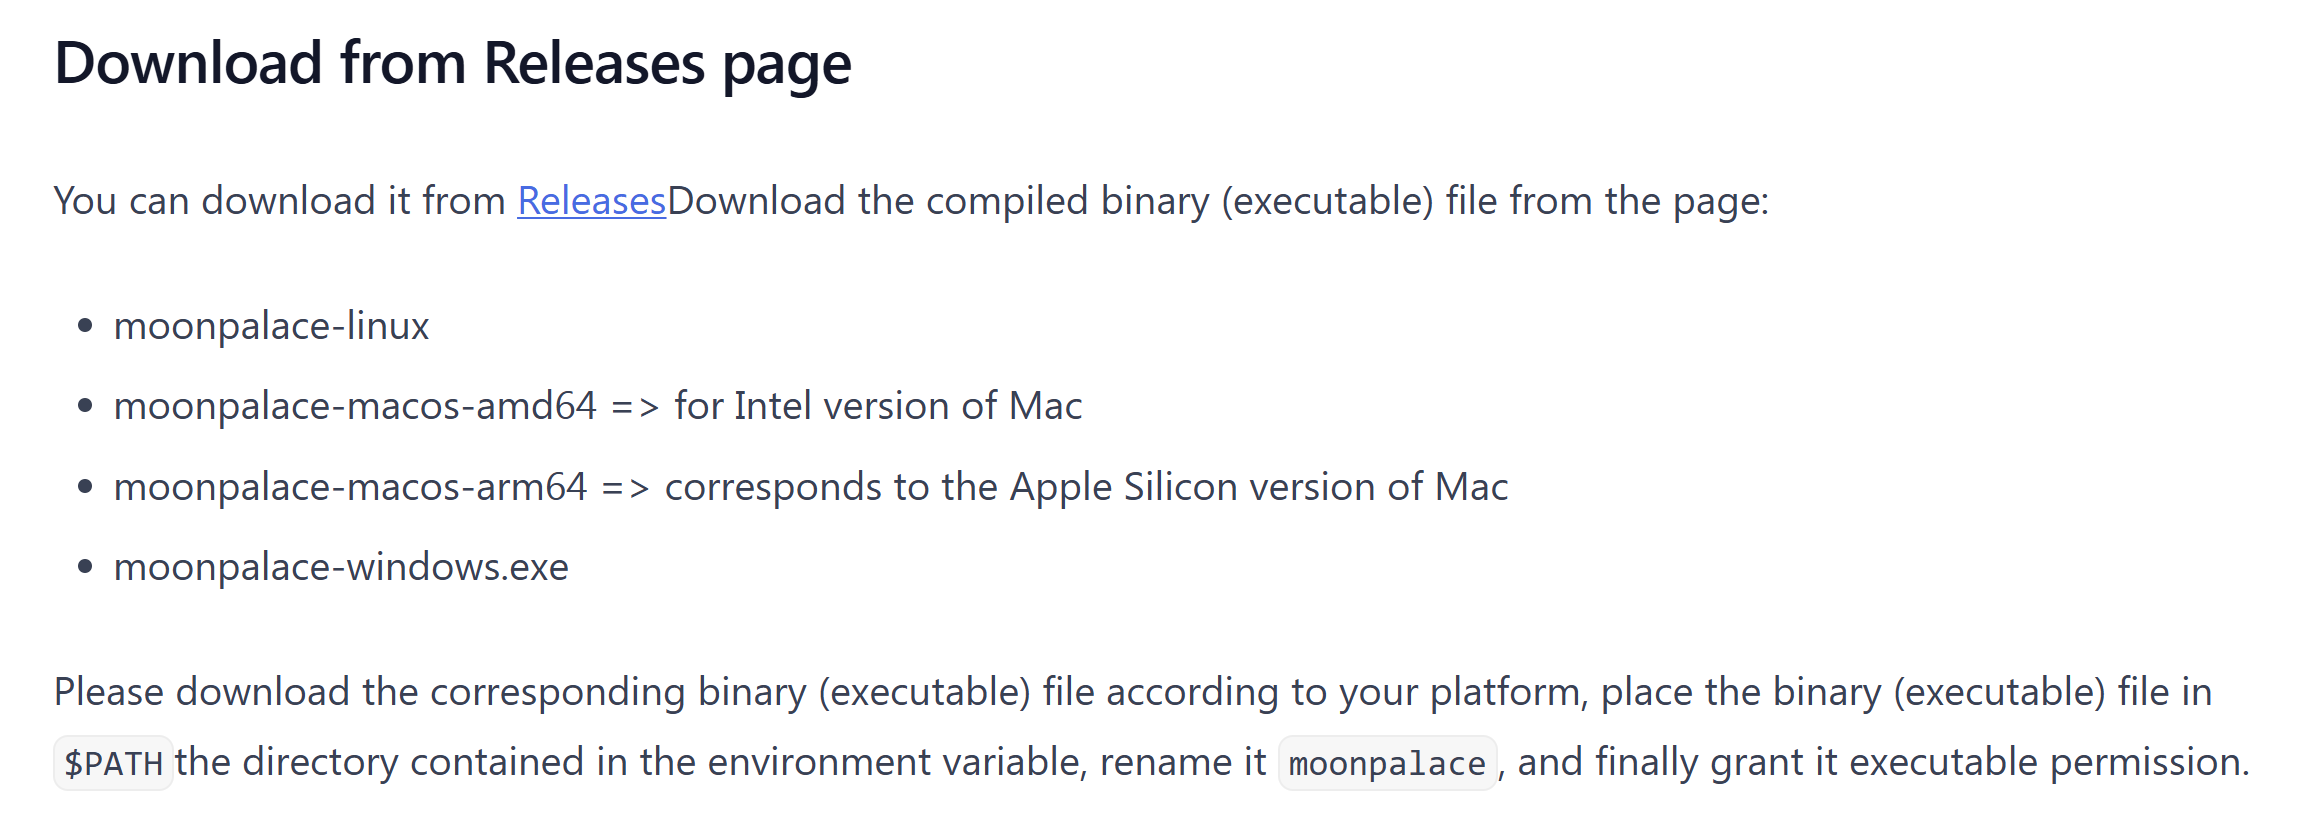 Download from Releases page
You can download it from ReleasesDownload the compiled binary (executable) file from the page:
• moonpalace-linux
• moonpalace-macos-amd64 => for Intel version of Mac
• moonpalace-macos-arm64 => corresponds to the Apple Silicon version of Mac
• moonpalace-windows.exe
Please download the corresponding binary (executable) file according to your platform, place the binary (executable) file in
$PATH the directory contained in the environment variable, rename it moonpalace , and finally grant it executable permission.